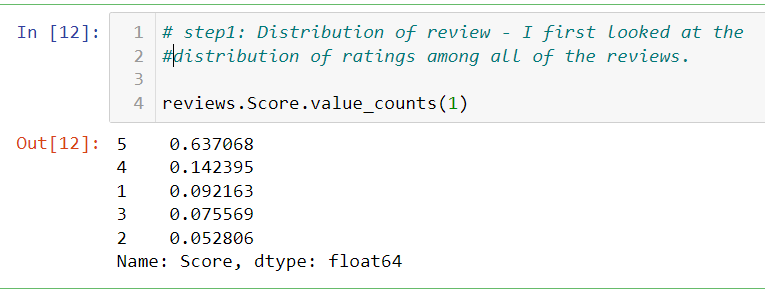 In [12]: 1 # step1: Distribution of review - I first looked at the
2 #distribution of ratings among all of the reviews.
3
4 reviews.Score.value_counts(1)
Out[12]: 5 0.637068
4 0.142395
1 0.092163
3 0.075569
2 0.052806
Name: Score, dtype: float64